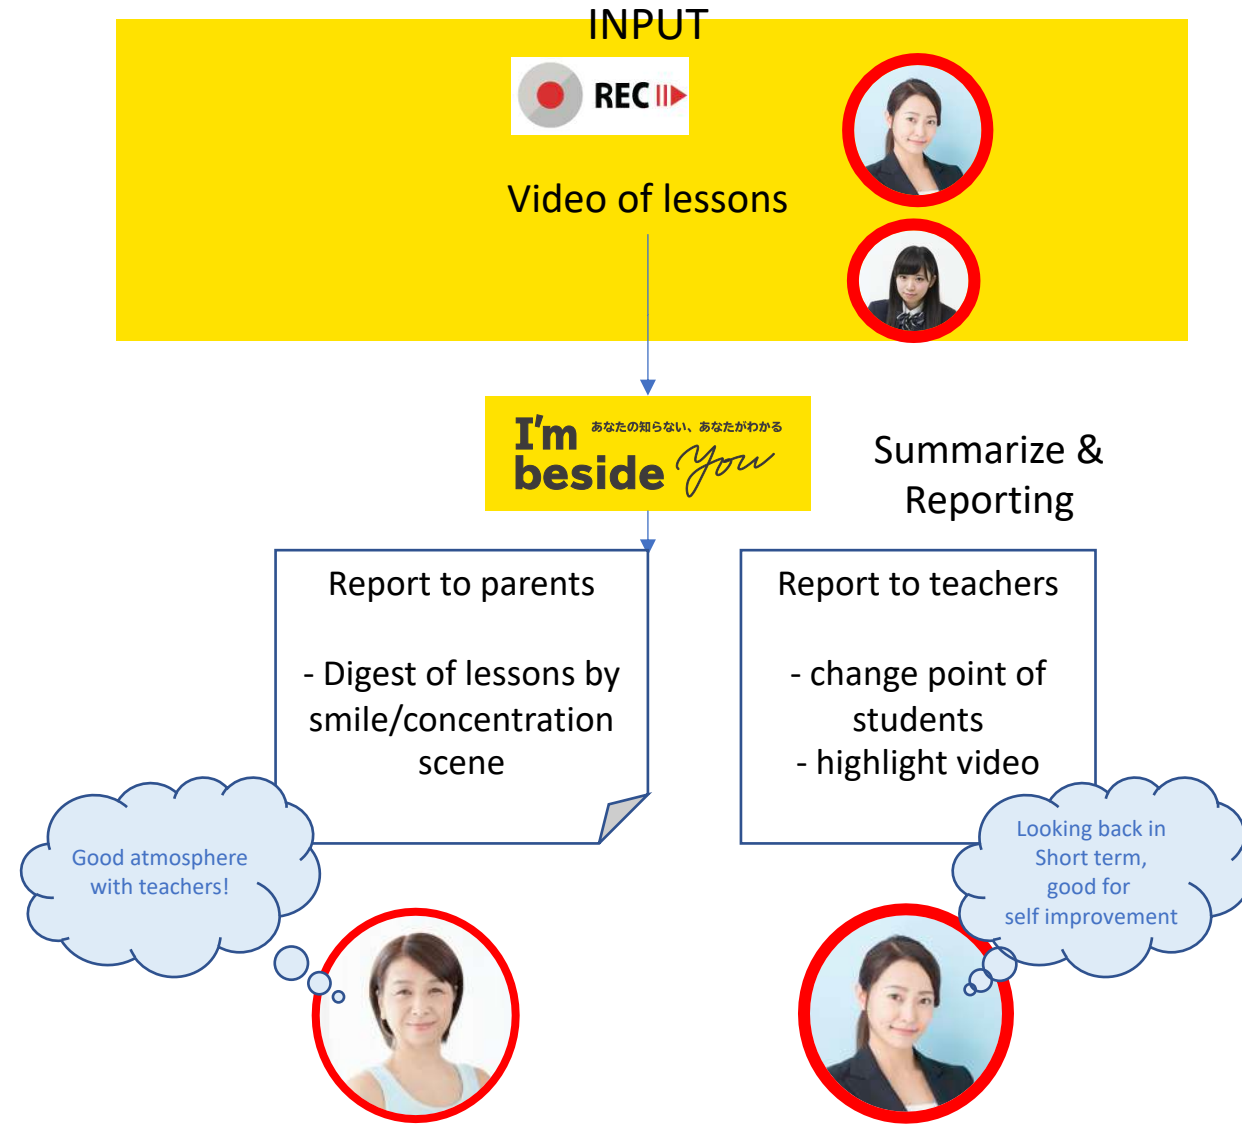 INPUT
REC
Video of lessons
I'm
あなたの知らない、あなたがわかる
beside You
Summarize &
Reporting
Report to parents
- Digest of lessons by
smile/concentration
scene
Report to teachers
- change point of
students
- highlight video
Good atmosphere
with teachers!
Looking back in
Short term,
good for
self improvement